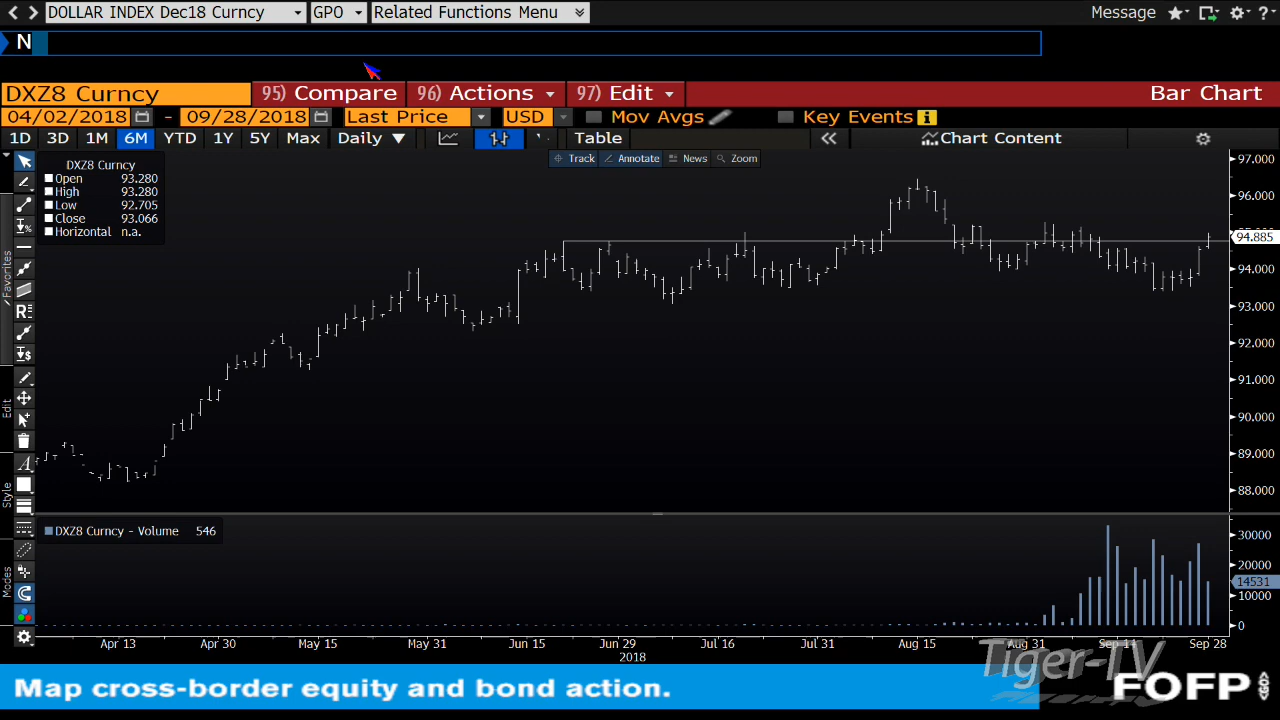 DOLLAR INDEX Dec18 Curncy GPO Related Functions Menu Message ?
N
DXZ8 Curncy 95) Compare 96) Actions 97) Edit Bar Chart
04/02/2018 - 09/28/2018 Last Price USD Mov Avgs Key Events
1D 3D 1M 6M YTD 1Y 5Y Max Daily Table Chart Content
Track Annotate News Zoom
DXZ8 Curncy
Open 93.280
High 93.280
Low 92.705
Close 93.066
Horizontal n.a.
97.000
96.000
94.885
94.000
93.000
92.000
91.000
90.000
89.000
88.000
Favorites
Edit
Style
Modes
DXZ8 Curncy - Volume 546
30000
20000
14531
10000
0
Apr 13 Apr 30 May 15 May 31 Jun 15 Jun 29 Jul 16 Jul 31 Aug 15 Aug 31 Sep 14 Sep 28
2018
Tiger-TV
Map cross-border equity and bond action.
FOFP